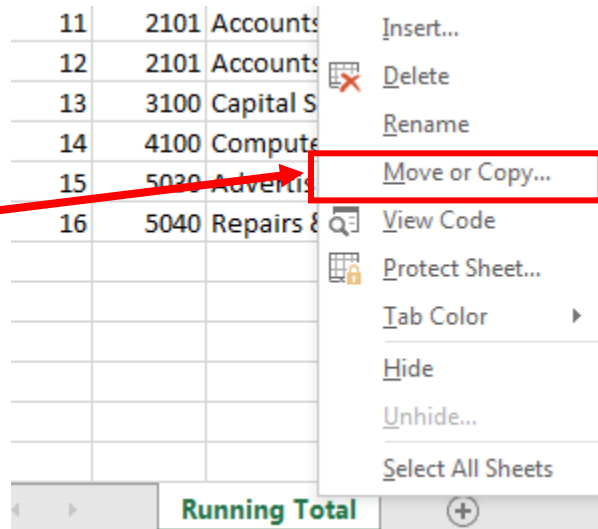 11 2101 Accounts
12 2101 Accounts
13 3100 Capital S
14 4100 Compute
15 5030 Advertis
16 5040 Repairs &
Insert...
Delete
Rename
Move or Copy...
View Code
Protect Sheet...
Tab Color
Hide
Unhide...
Select All Sheets
Running Total